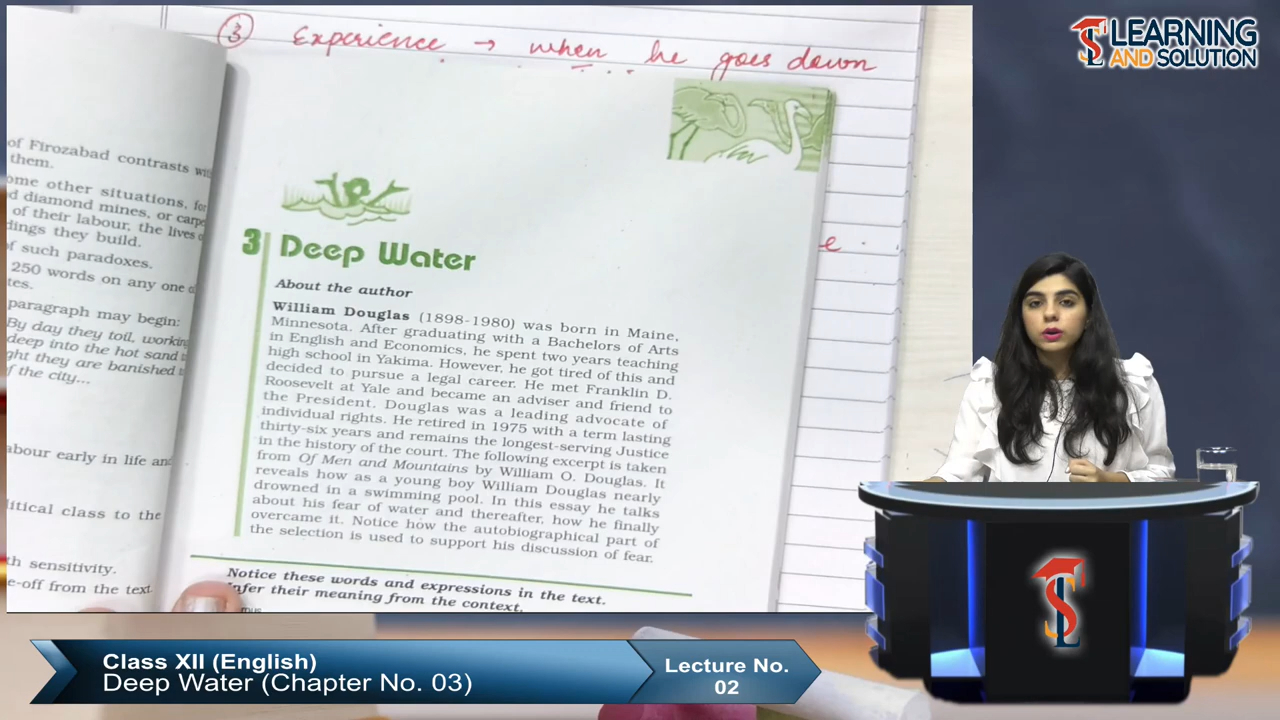 ③ Experience → when he goes down
LEARNING
AND SOLUTION
of Firozabad contrasts
them.
some other situations,
diamond mines, or
of their labour, the lives
they build.
of such paradoxes.
250 words on any one
paragraph may begin:
By day they toil,
deep into the hot sand
they are banished
of the city...
labour early in life and
political class to the
sensitivity.
from the text.
3 Deep Water
About the author
William Douglas (1898-1980) was born in Maine,
Minnesota. After graduating with a Bachelors of Arts
in English and Economics, he spent two years teaching
high school in Yakima. However, he got tired of this and
decided to pursue a legal career. He met Franklin D.
Roosevelt at Yale and became an adviser and friend to
the President. Douglas was a leading advocate of
individual rights. He retired in 1975 with a term lasting
thirty-six years and remains the longest-serving Justice
in the history of the court. The following excerpt is taken
from Of Men and Mountains by William O. Douglas. It
reveals how as a young boy William Douglas nearly
drowned in a swimming pool. In this essay he talks
about his fear of water and thereafter, how he finally
overcame it. Notice how the autobiographical part of
the selection is used to support his discussion of fear.
Notice these words and expressions in the text.
Infer their meaning from the context.
Class XII (English)
Deep Water (Chapter No. 03)
Lecture No.
02